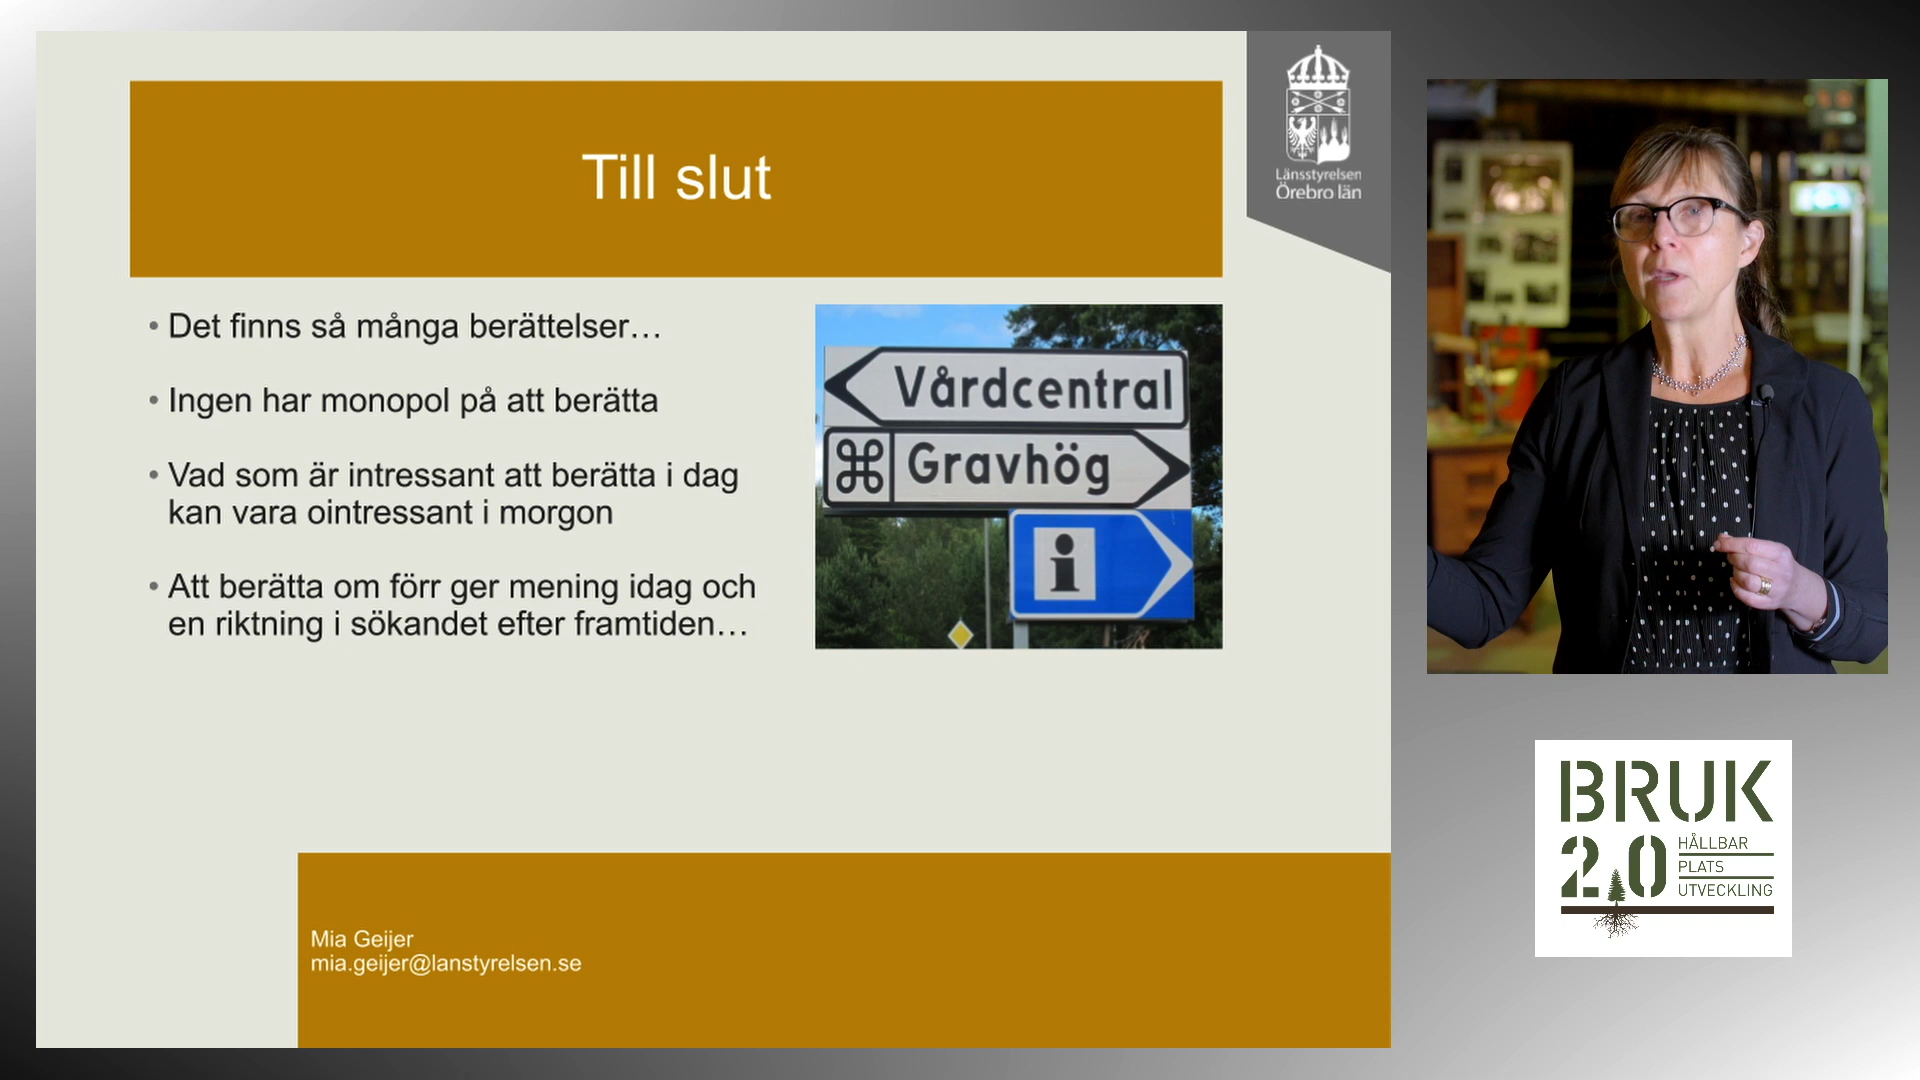 Till slut
Länsstyrelsen
Örebro län
• Det finns så många berättelser…
• Ingen har monopol på att berätta
• Vad som är intressant att berätta i dag
kan vara ointressant i morgon
• Att berätta om förr ger mening idag och
en riktning i sökandet efter framtiden…
Vårdcentral
⌘ Gravhög
i
Mia Geijer
mia.geijer@lanstyrelsen.se
BRUK
2.0
HÅLLBAR
PLATS
UTVECKLING